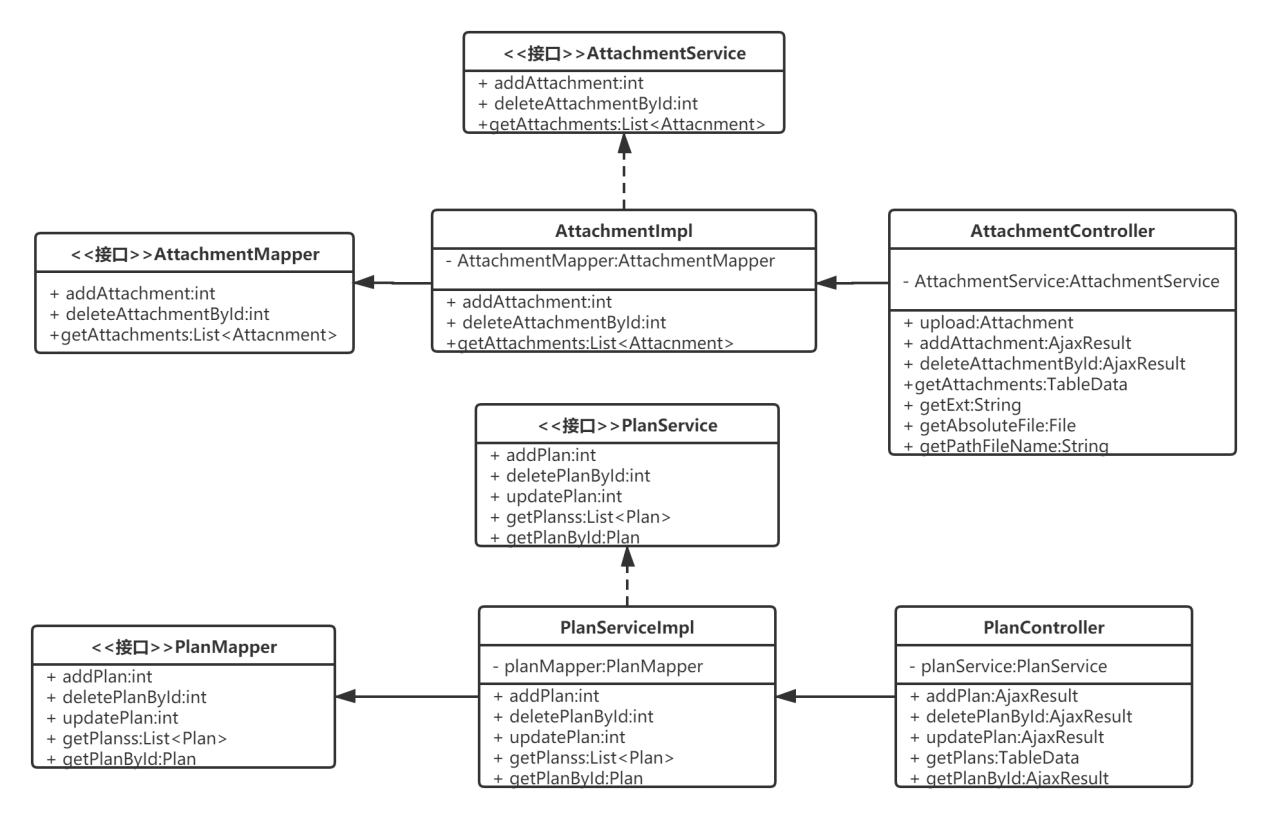 <<接口>>AttachmentService
+ addAttachment:int
+ deleteAttachmentById:int
+getAttachments:List<Attacnment>
<<接口>>AttachmentMapper
+ addAttachment:int
+ deleteAttachmentById:int
+getAttachments:List<Attacnment>
AttachmentImpl
- AttachmentMapper:AttachmentMapper
+ addAttachment:int
+ deleteAttachmentById:int
+getAttachments:List<Attacnment>
AttachmentController
- AttachmentService:AttachmentService
+ upload:Attachment
+ addAttachment:AjaxResult
+ deleteAttachmentById:AjaxResult
+getAttachments:TableData
+ getExt:String
+ getAbsoluteFile:File
+ getPathFileName:String
<<接口>>PlanService
+ addPlan:int
+ deletePlanById:int
+ updatePlan:int
+ getPlanss:List<Plan>
+ getPlanById:Plan
<<接口>>PlanMapper
+ addPlan:int
+ deletePlanById:int
+ updatePlan:int
+ getPlanss:List<Plan>
+ getPlanById:Plan
PlanServiceImpl
- planMapper:PlanMapper
+ addPlan:int
+ deletePlanById:int
+ updatePlan:int
+ getPlanss:List<Plan>
+ getPlanById:Plan
PlanController
- planService:PlanService
+ addPlan:AjaxResult
+ deletePlanById:AjaxResult
+ updatePlan:AjaxResult
+ getPlans:TableData
+ getPlanById:AjaxResult